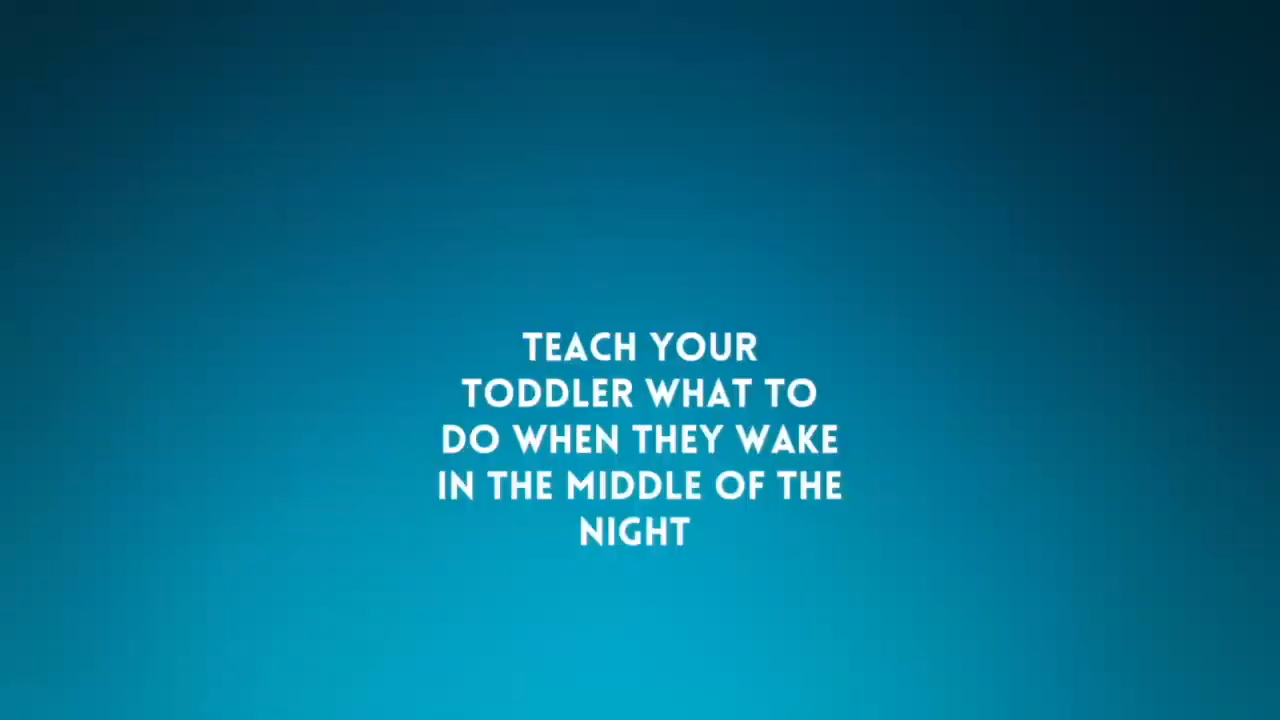 TEACH YOUR
TODDLER WHAT TO
DO WHEN THEY WAKE
IN THE MIDDLE OF THE
NIGHT